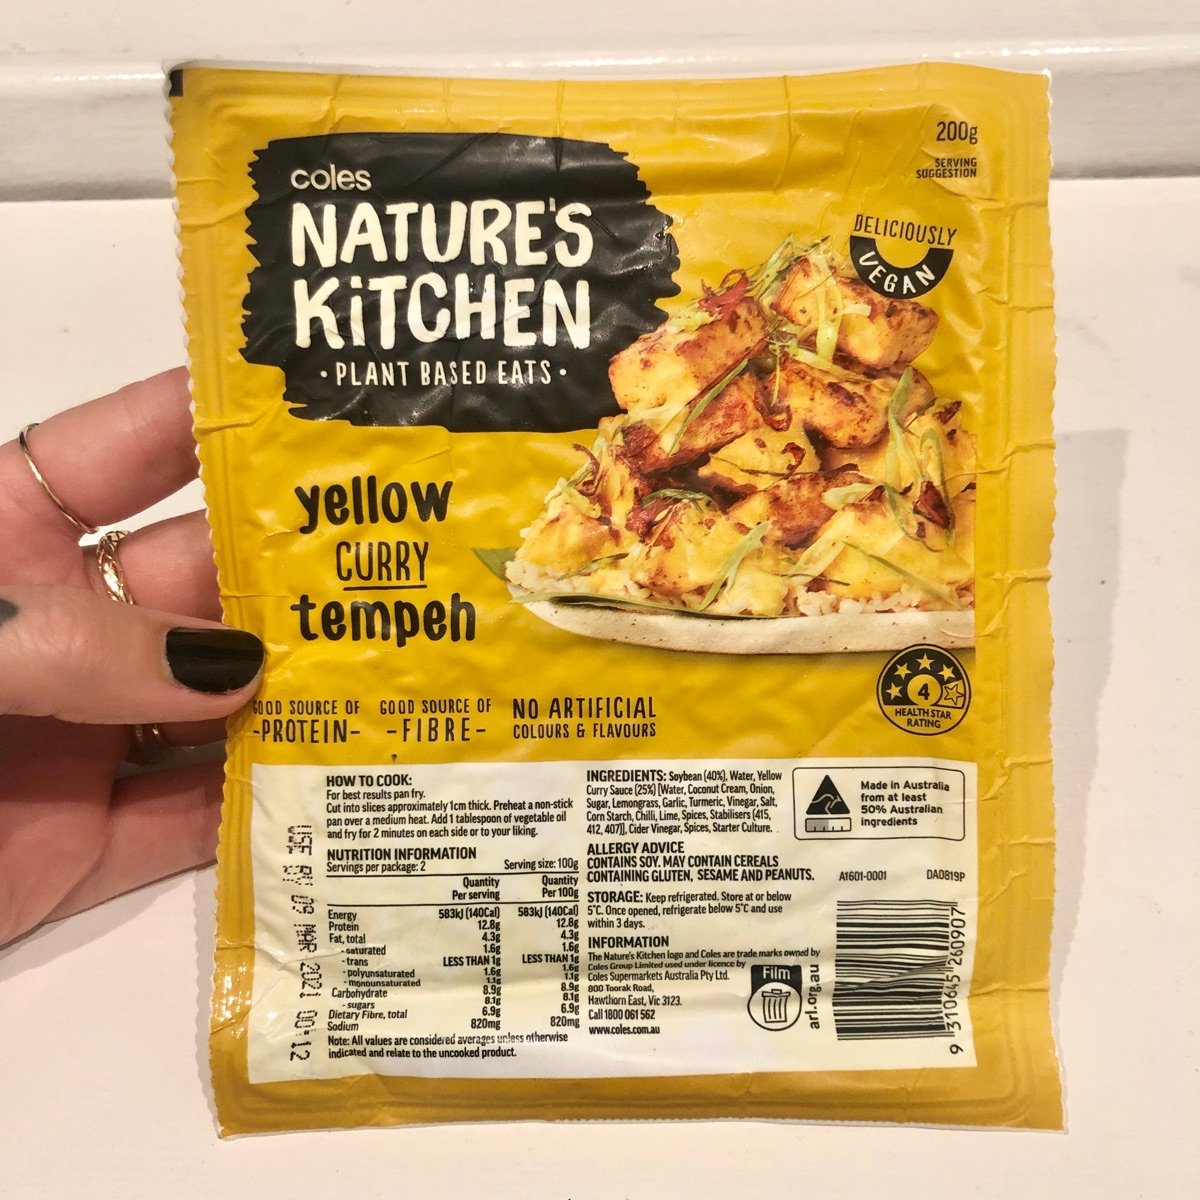 200g
SERVING
SUGGESTION
coles
NATURE'S
KiTCHEN
• PLANT BASED EATS •
DELICIOUSLY
VEGAN
yellow
CURRY
tempeh
GOOD SOURCE OF
-PROTEIN-
GOOD SOURCE OF
-FIBRE-
NO ARTIFICIAL
COLOURS & FLAVOURS
4
HEALTH STAR
RATING
HOW TO COOK:
For best results pan fry.
Cut into slices approximately 1cm thick. Preheat a non-stick
pan over a medium heat. Add 1 tablespoon of vegetable oil
and fry for 2 minutes on each side or to your liking.
NUTRITION INFORMATION
Servings per package: 2 Serving size: 100g
Quantity Quantity
Per serving Per 100g
Energy 583kJ (140Cal) 583kJ (140Cal)
Protein 12.8g 12.8g
Fat, total 4.3g 4.3g
- saturated 1.6g 1.6g
- trans LESS THAN 1g LESS THAN 1g
- polyunsaturated 1.6g 1.6g
- monounsaturated 1.1g 1.1g
Carbohydrate 8.9g 8.9g
- sugars 8.1g 8.1g
Dietary Fibre, total 6.9g 6.9g
Sodium 820mg 820mg
Note: All values are considered averages unless otherwise
indicated and relate to the uncooked product.
USE BY 02 MAR 2021 00:12
INGREDIENTS: Soybean (40%), Water, Yellow
Curry Sauce (25%) [Water, Coconut Cream, Onion,
Sugar, Lemongrass, Garlic, Turmeric, Vinegar, Salt,
Corn Starch, Chilli, Lime, Spices, Stabilisers (415,
412, 407)], Cider Vinegar, Spices, Starter Culture.
ALLERGY ADVICE
CONTAINS SOY. MAY CONTAIN CEREALS
CONTAINING GLUTEN, SESAME AND PEANUTS.
STORAGE: Keep refrigerated. Store at or below
5°C. Once opened, refrigerate below 5°C and use
within 3 days.
INFORMATION
The Nature's Kitchen logo and Coles are trade marks owned by
Coles Group Limited used under licence by
Coles Supermarkets Australia Pty Ltd.
800 Toorak Road,
Hawthorn East, Vic 3123.
Call 1800 061 562
www.coles.com.au
Made in Australia
from at least
50% Australian
ingredients
A1601-0001 DA0819P
Film
arl.org.au
9 310645 260907